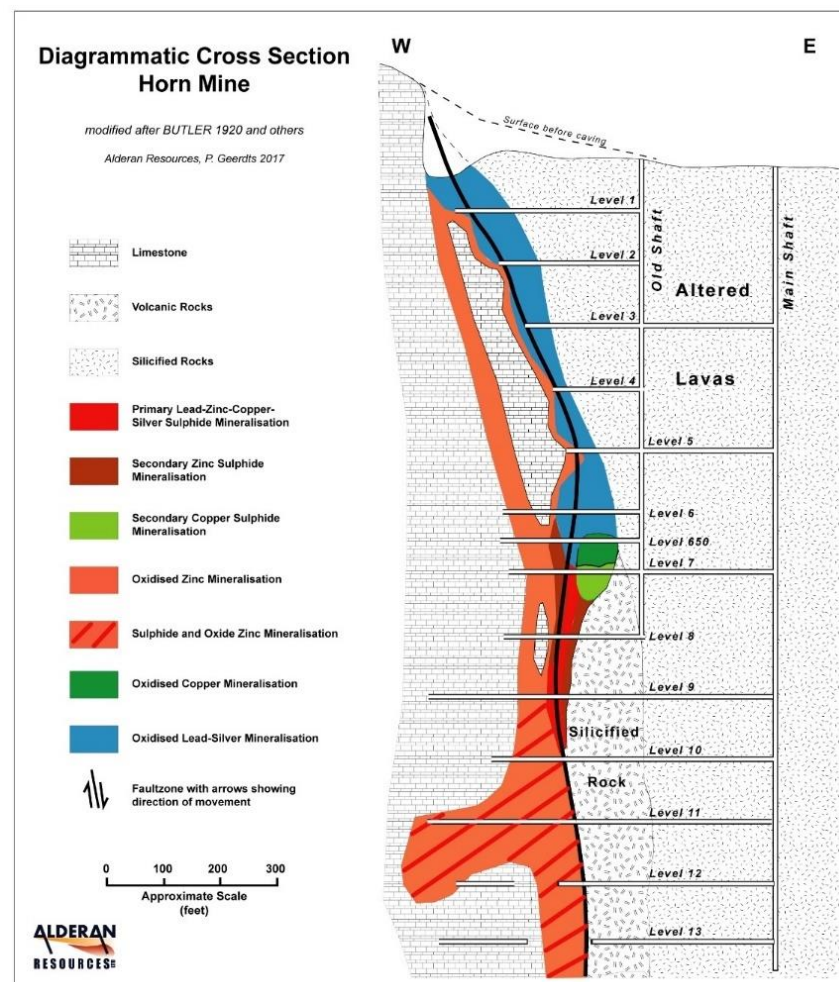 Diagrammatic Cross Section
Horn Mine
modified after BUTLER 1920 and others
Alderan Resources, P. Geerdts 2017
Limestone
Volcanic Rocks
Silicified Rocks
Primary Lead-Zinc-Copper-
Silver Sulphide Mineralisation
Secondary Zinc Sulphide
Mineralisation
Secondary Copper Sulphide
Mineralisation
Oxidised Zinc Mineralisation
Sulphide and Oxide Zinc Mineralisation
Oxidised Copper Mineralisation
Oxidised Lead-Silver Mineralisation
Faultzone with arrows showing
direction of movement
0 100 200 300
Approximate Scale
(feet)
ALDERAN
RESOURCES
W E
Surface before caving
Level 1
Level 2
Level 3
Level 4
Level 5
Level 6
Level 650
Level 7
Level 8
Level 9
Level 10
Level 11
Level 12
Level 13
Old Shaft
Main Shaft
Altered
Lavas
Silicified
Rock